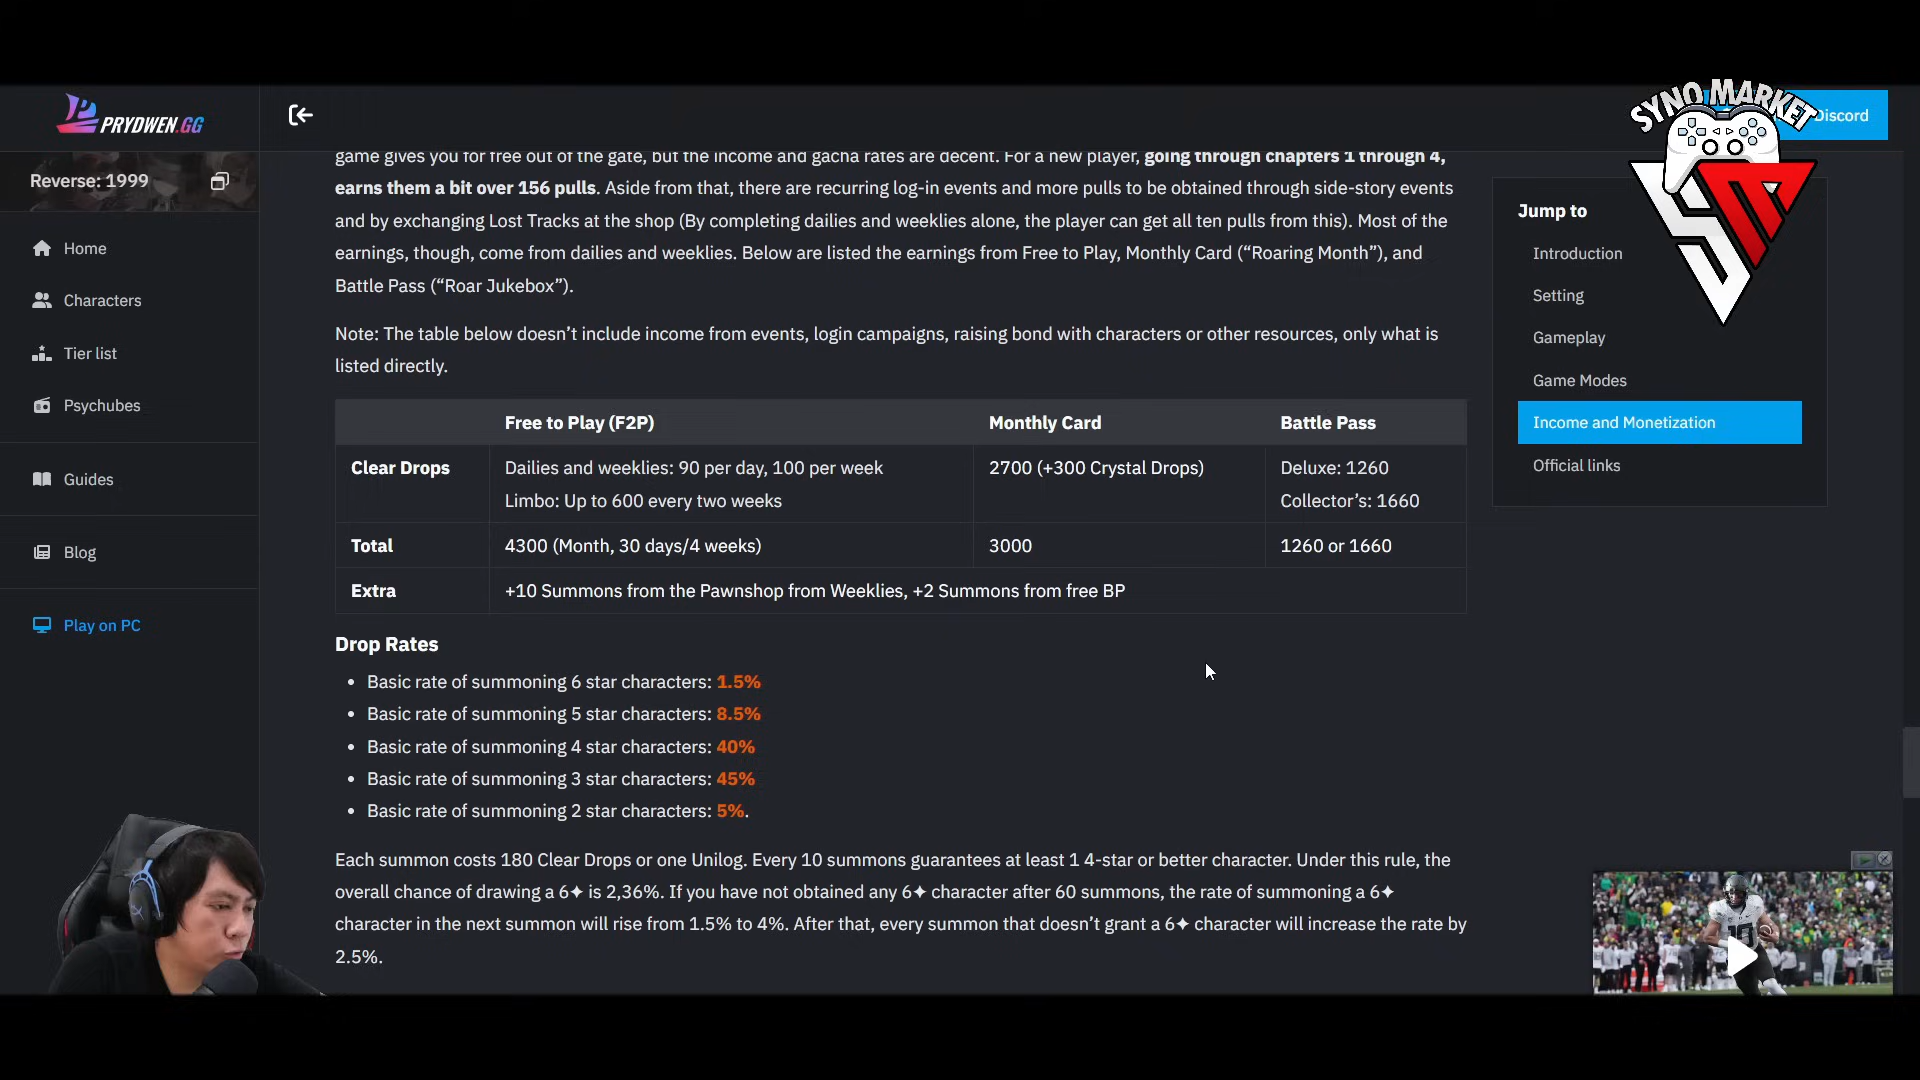 SYNO MARKET
PRYDWEN.GG
Discord
Reverse: 1999
Home
Characters
Tier list
Psychubes
Guides
Blog
Play on PC
game gives you for free out of the gate, but the income and gacha rates are decent. For a new player, going through chapters 1 through 4,
earns them a bit over 156 pulls. Aside from that, there are recurring log-in events and more pulls to be obtained through side-story events
and by exchanging Lost Tracks at the shop (By completing dailies and weeklies alone, the player can get all ten pulls from this). Most of the
earnings, though, come from dailies and weeklies. Below are listed the earnings from Free to Play, Monthly Card (“Roaring Month”), and
Battle Pass (“Roar Jukebox”).
Note: The table below doesn’t include income from events, login campaigns, raising bond with characters or other resources, only what is
listed directly.
Free to Play (F2P) Monthly Card Battle Pass
Clear Drops Dailies and weeklies: 90 per day, 100 per week 2700 (+300 Crystal Drops) Deluxe: 1260
Limbo: Up to 600 every two weeks Collector’s: 1660
Total 4300 (Month, 30 days/4 weeks) 3000 1260 or 1660
Extra +10 Summons from the Pawnshop from Weeklies, +2 Summons from free BP
Drop Rates
• Basic rate of summoning 6 star characters: 1.5%
• Basic rate of summoning 5 star characters: 8.5%
• Basic rate of summoning 4 star characters: 40%
• Basic rate of summoning 3 star characters: 45%
• Basic rate of summoning 2 star characters: 5%.
Each summon costs 180 Clear Drops or one Unilog. Every 10 summons guarantees at least 1 4-star or better character. Under this rule, the
overall chance of drawing a 6✦ is 2,36%. If you have not obtained any 6✦ character after 60 summons, the rate of summoning a 6✦
character in the next summon will rise from 1.5% to 4%. After that, every summon that doesn’t grant a 6✦ character will increase the rate by
2.5%.
Jump to
Introduction
Setting
Gameplay
Game Modes
Income and Monetization
Official links
10